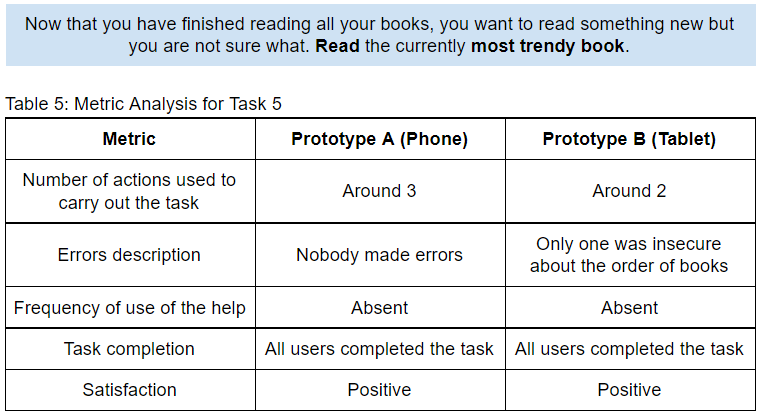 Now that you have finished reading all your books, you want to read something new but
you are not sure what. Read the currently most trendy book.
Table 5: Metric Analysis for Task 5
Metric
Prototype A (Phone)
Prototype B (Tablet)
Number of actions used to
carry out the task
Around 3
Around 2
Errors description
Nobody made errors
Only one was insecure
about the order of books
Frequency of use of the help
Absent
Absent
Task completion
All users completed the task
All users completed the task
Satisfaction
Positive
Positive